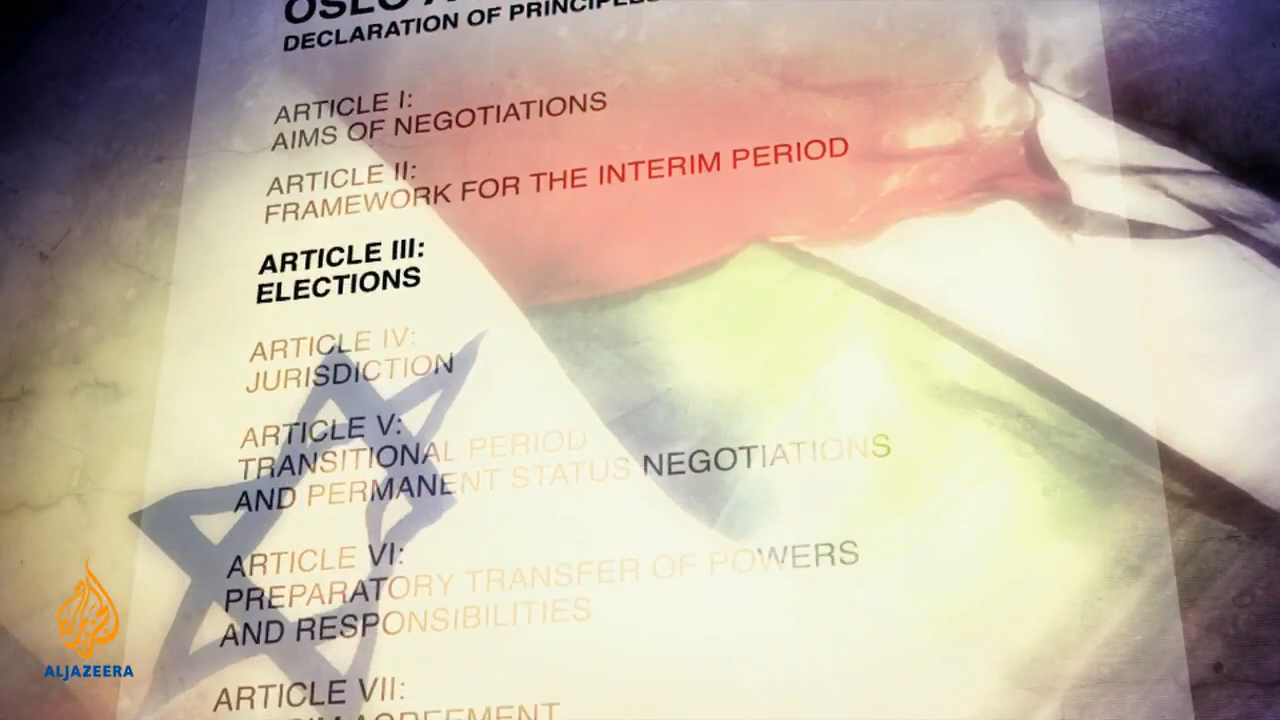 OSLO
DECLARATION OF PRINCIPLES
ARTICLE I:
AIMS OF NEGOTIATIONS
ARTICLE II:
FRAMEWORK FOR THE INTERIM PERIOD
ARTICLE III:
ELECTIONS
ARTICLE IV:
JURISDICTION
ARTICLE V:
TRANSITIONAL PERIOD
AND PERMANENT STATUS NEGOTIATIONS
ARTICLE VI:
PREPARATORY TRANSFER OF POWERS
AND RESPONSIBILITIES
ARTICLE VII:
AGREEMENT
ALJAZEERA